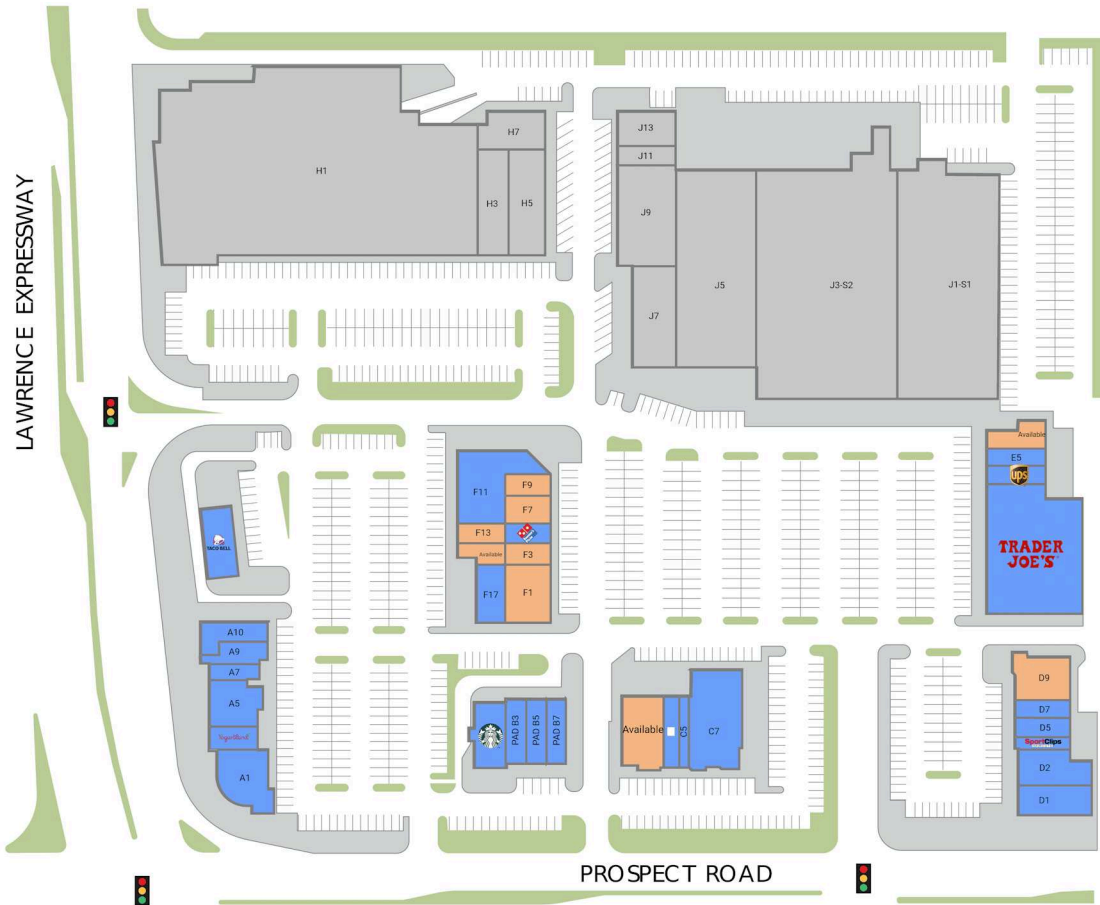 LAWRENCE EXPRESSWAY
H1
H7
H3
H5
J13
J11
J9
J7
J5
J3-S2
J1-S1
TACO BELL
F11
F9
F7
F13
Available
F3
F17
F1
Available
E5
ups
TRADER
JOE'S
A10
A9
A7
A5
Yogurtland
A1
PAD B3
PAD B5
PAD B7
Available
C5
C7
D9
D7
D5
SportClips
D2
D1
PROSPECT ROAD